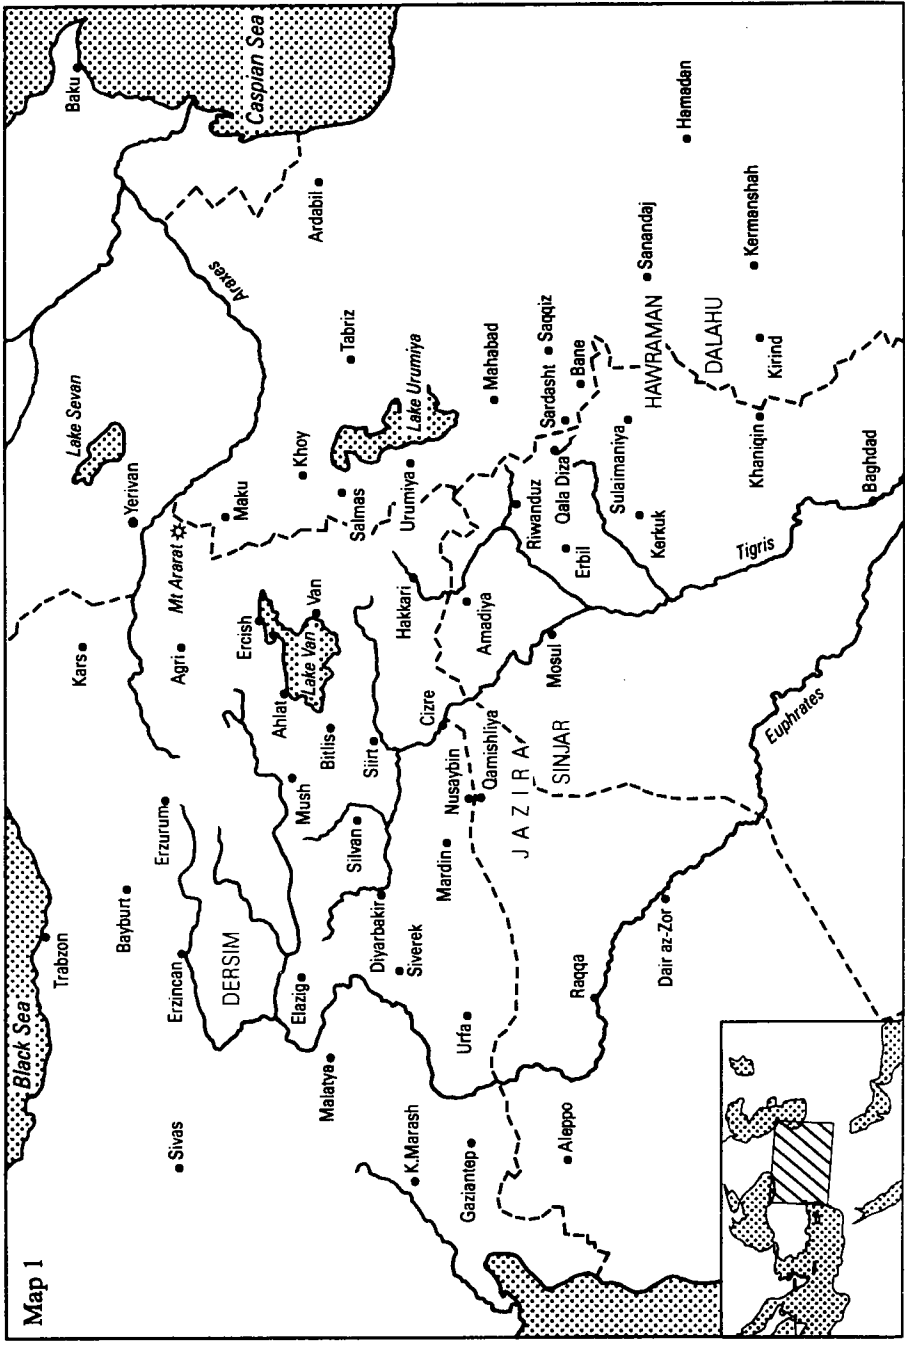 Map 1
Black Sea
Caspian Sea
Trabzon
Baku
Kars
Lake Sevan
Bayburt
Yerivan
Sivas
Erzincan
Erzurum
Agri
Mt Ararat
Maku
Araxes
DERSIM
Ercish
Ardabil
Elazig
Mush
Ahlat
Lake Van
Van
Khoy
Malatya
Bitlis
Salmas
Tabriz
Silvan
Siirt
Diyarbakir
Siverek
Hakkari
Urumiya
Lake Urumiya
K.Marash
Mardin
Cizre
Gaziantep
Urfa
Nusaybin
Qamishliya
Amadiya
Mahabad
Riwanduz
JAZIRA
Mosul
Qala Diza
Sardasht
Saqqiz
Aleppo
SINJAR
Erbil
Bane
Raqqa
Sulaimaniya
Kerkuk
HAWRAMAN
Sanandaj
Hamadan
Dair az-Zor
DALAHU
Tigris
Khaniqin
Kirind
Kermanshah
Euphrates
Baghdad